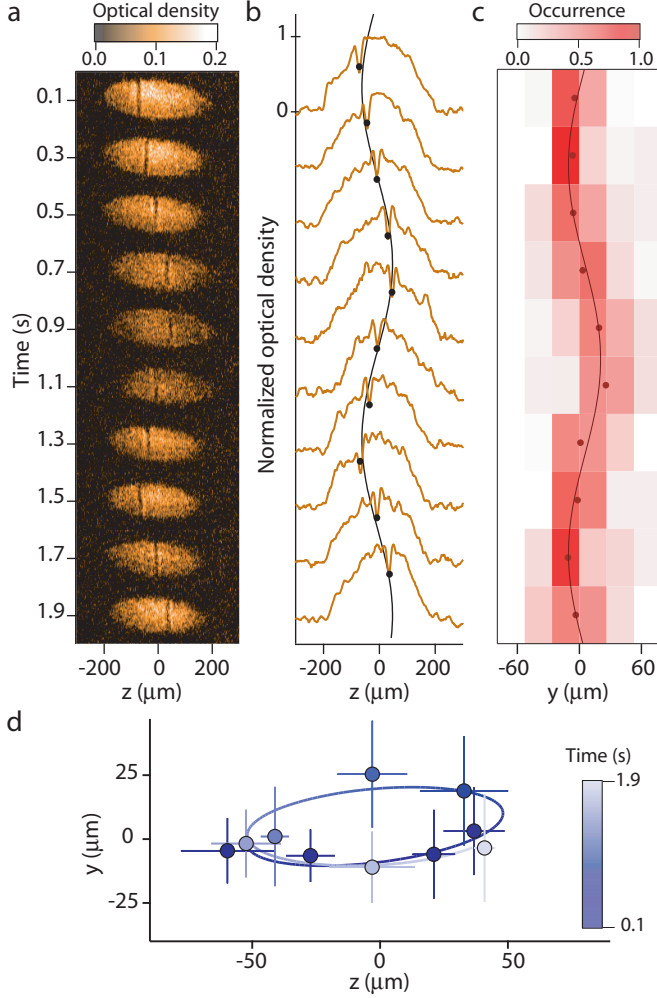 a
Optical density
0.0 0.1 0.2
Time (s)
0.1
0.3
0.5
0.7
0.9
1.1
1.3
1.5
1.7
1.9
-200 0 200
z (μm)
b
Normalized optical density
1
0
-200 0 200
z (μm)
c
Occurrence
0.0 0.5 1.0
-60 0 60
y (μm)
d
y (μm)
25
0
-25
-50 0 50
z (μm)
Time (s)
1.9
0.1